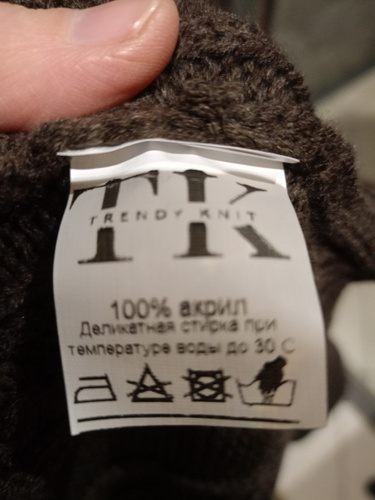 TK
TRENDY KNIT
100% акрил
Деликатная стирка при
температуре воды до 30 С